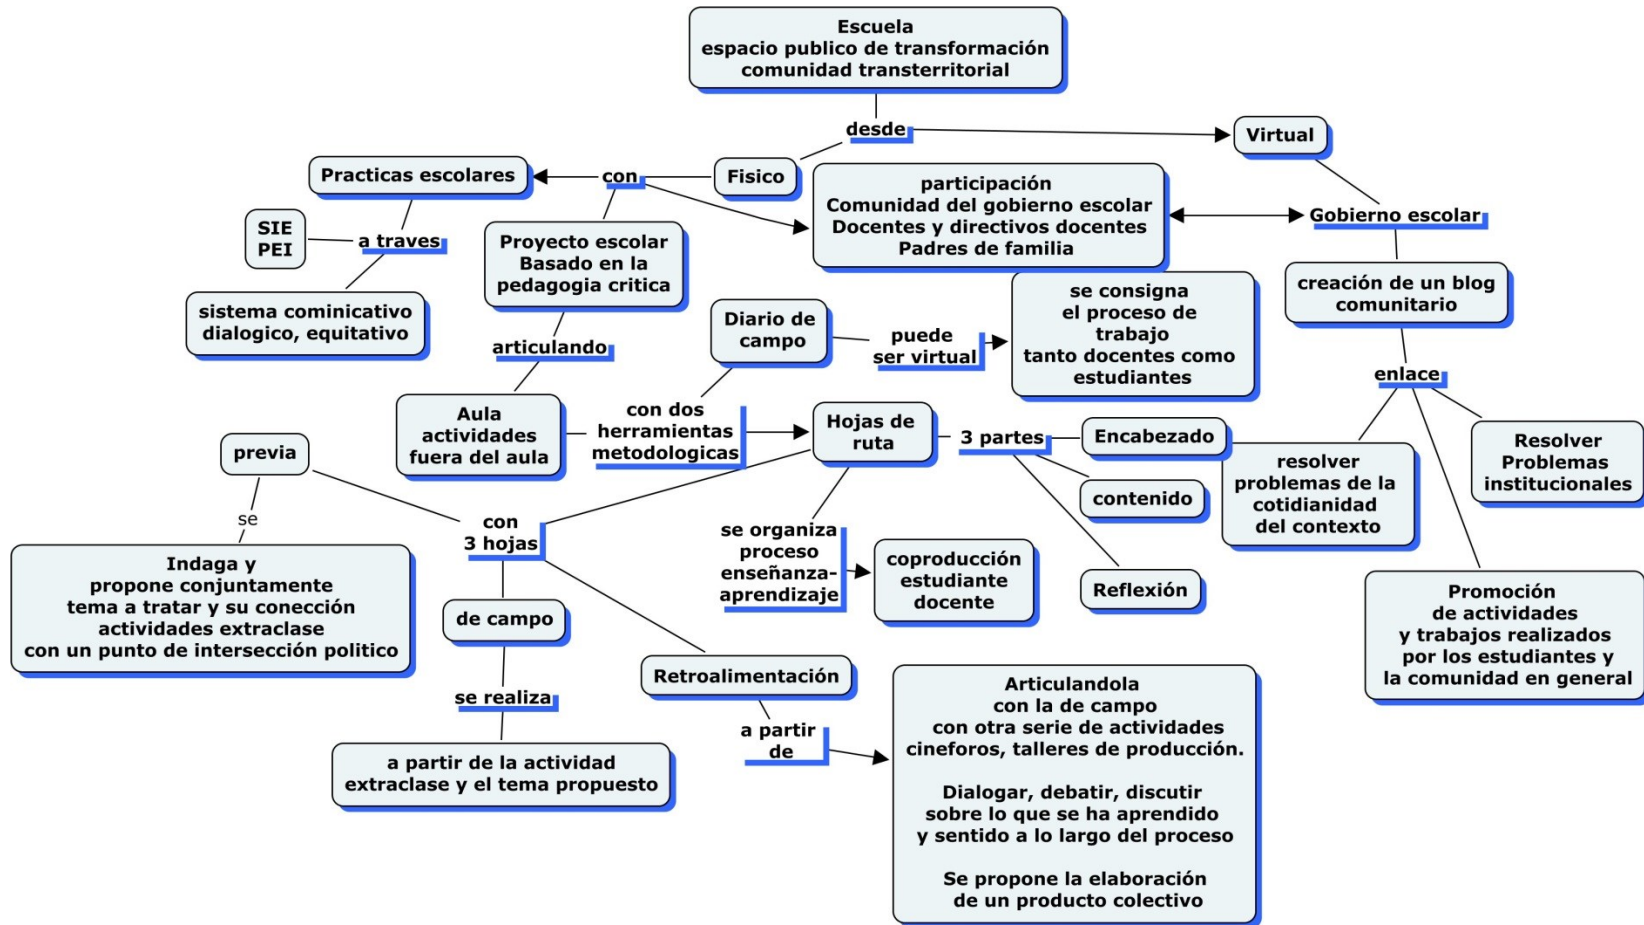 Escuela
espacio publico de transformación
comunidad transterritorial
desde
Virtual
Practicas escolares
con
Fisico
participación
Comunidad del gobierno escolar
Docentes y directivos docentes
Padres de familia
Gobierno escolar
SIE
PEI
a traves
Proyecto escolar
Basado en la
pedagogia critica
sistema cominicativo
dialogico, equitativo
creación de un blog
comunitario
Diario de
campo
puede
ser virtual
se consigna
el proceso de
trabajo
tanto docentes como
estudiantes
articulando
enlace
Aula
actividades
fuera del aula
con dos
herramientas
metodologicas
Hojas de
ruta
3 partes
Encabezado
contenido
Reflexión
resolver
problemas de la
cotidianidad
del contexto
Resolver
Problemas
institucionales
previa
se
con
3 hojas
se organiza
proceso
enseñanza-
aprendizaje
coproducción
estudiante
docente
Indaga y
propone conjuntamente
tema a tratar y su conección
actividades extraclase
con un punto de intersección politico
de campo
Promoción
de actividades
y trabajos realizados
por los estudiantes y
la comunidad en general
Retroalimentación
se realiza
a partir
de
a partir de la actividad
extraclase y el tema propuesto
Articulandola
con la de campo
con otra serie de actividades
cineforos, talleres de producción.
Dialogar, debatir, discutir
sobre lo que se ha aprendido
y sentido a lo largo del proceso
Se propone la elaboración
de un producto colectivo